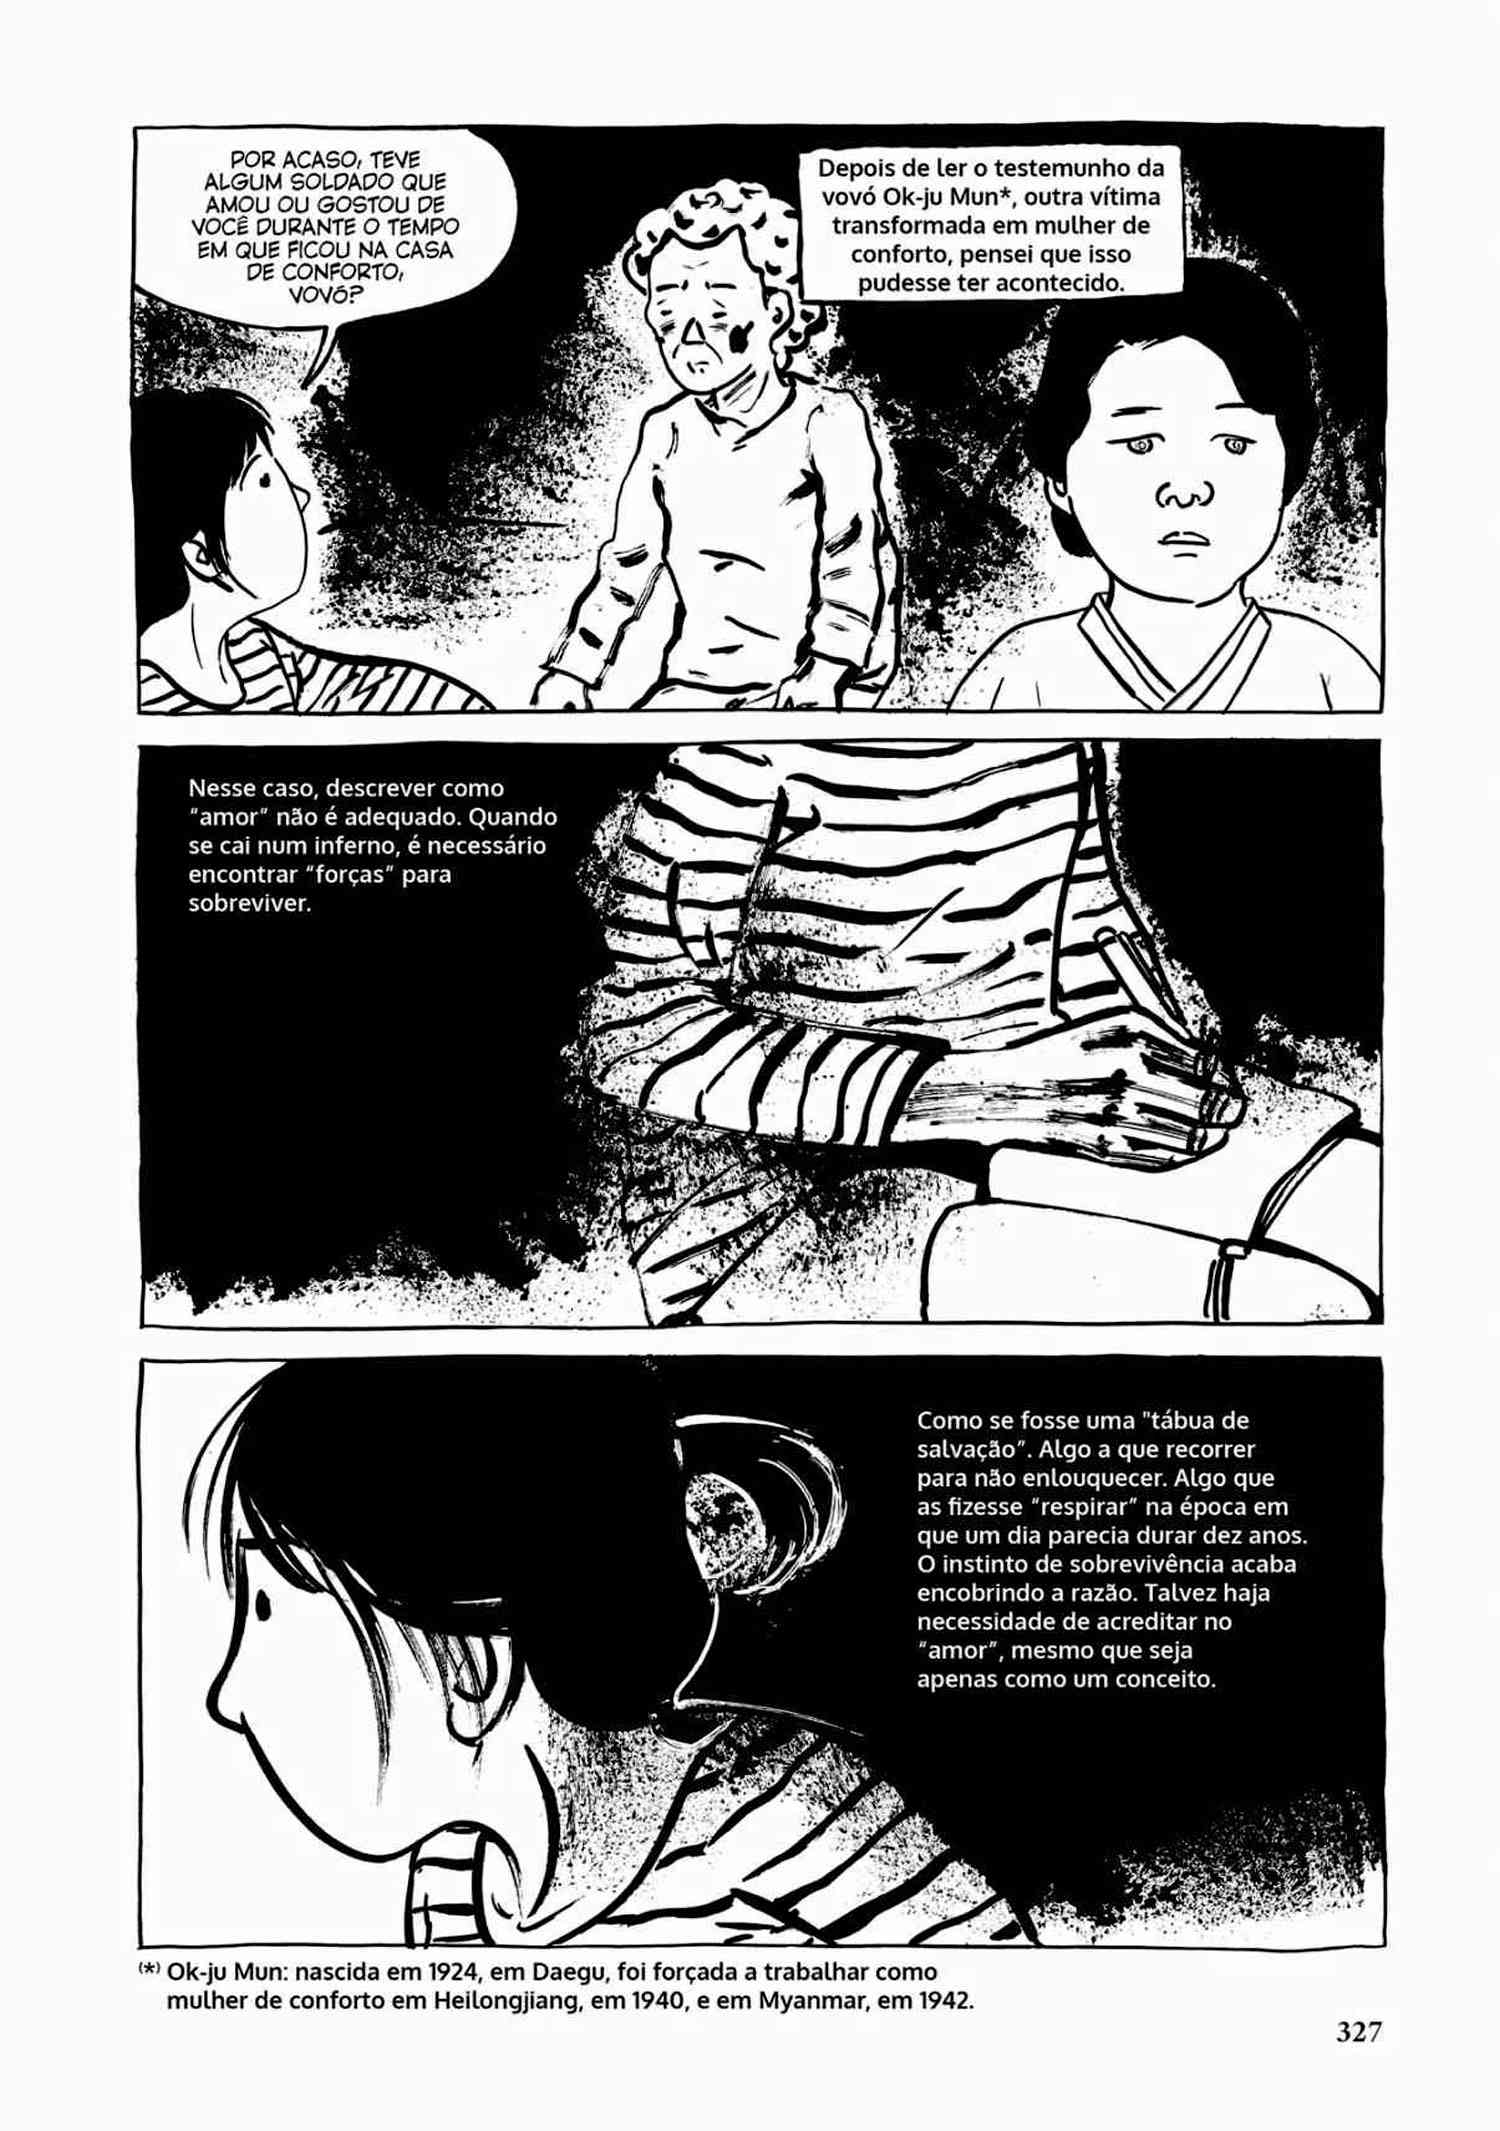 POR ACASO, TEVE
ALGUM SOLDADO QUE
AMOU OU GOSTOU DE
VOCÊ DURANTE O TEMPO
EM QUE FICOU NA CASA
DE CONFORTO,
VOVÓ?
Depois de ler o testemunho da
vovó Ok-ju Mun*, outra vítima
transformada em mulher de
conforto, pensei que isso
pudesse ter acontecido.
Nesse caso, descrever como
“amor” não é adequado. Quando
se cai num inferno, é necessário
encontrar “forças” para
sobreviver.
Como se fosse uma "tábua de
salvação”. Algo a que recorrer
para não enlouquecer. Algo que
as fizesse “respirar” na época em
que um dia parecia durar dez anos.
O instinto de sobrevivência acaba
encobrindo a razão. Talvez haja
necessidade de acreditar no
“amor”, mesmo que seja
apenas como um conceito.
(*) Ok-ju Mun: nascida em 1924, em Daegu, foi forçada a trabalhar como
mulher de conforto em Heilongjiang, em 1940, e em Myanmar, em 1942.
327